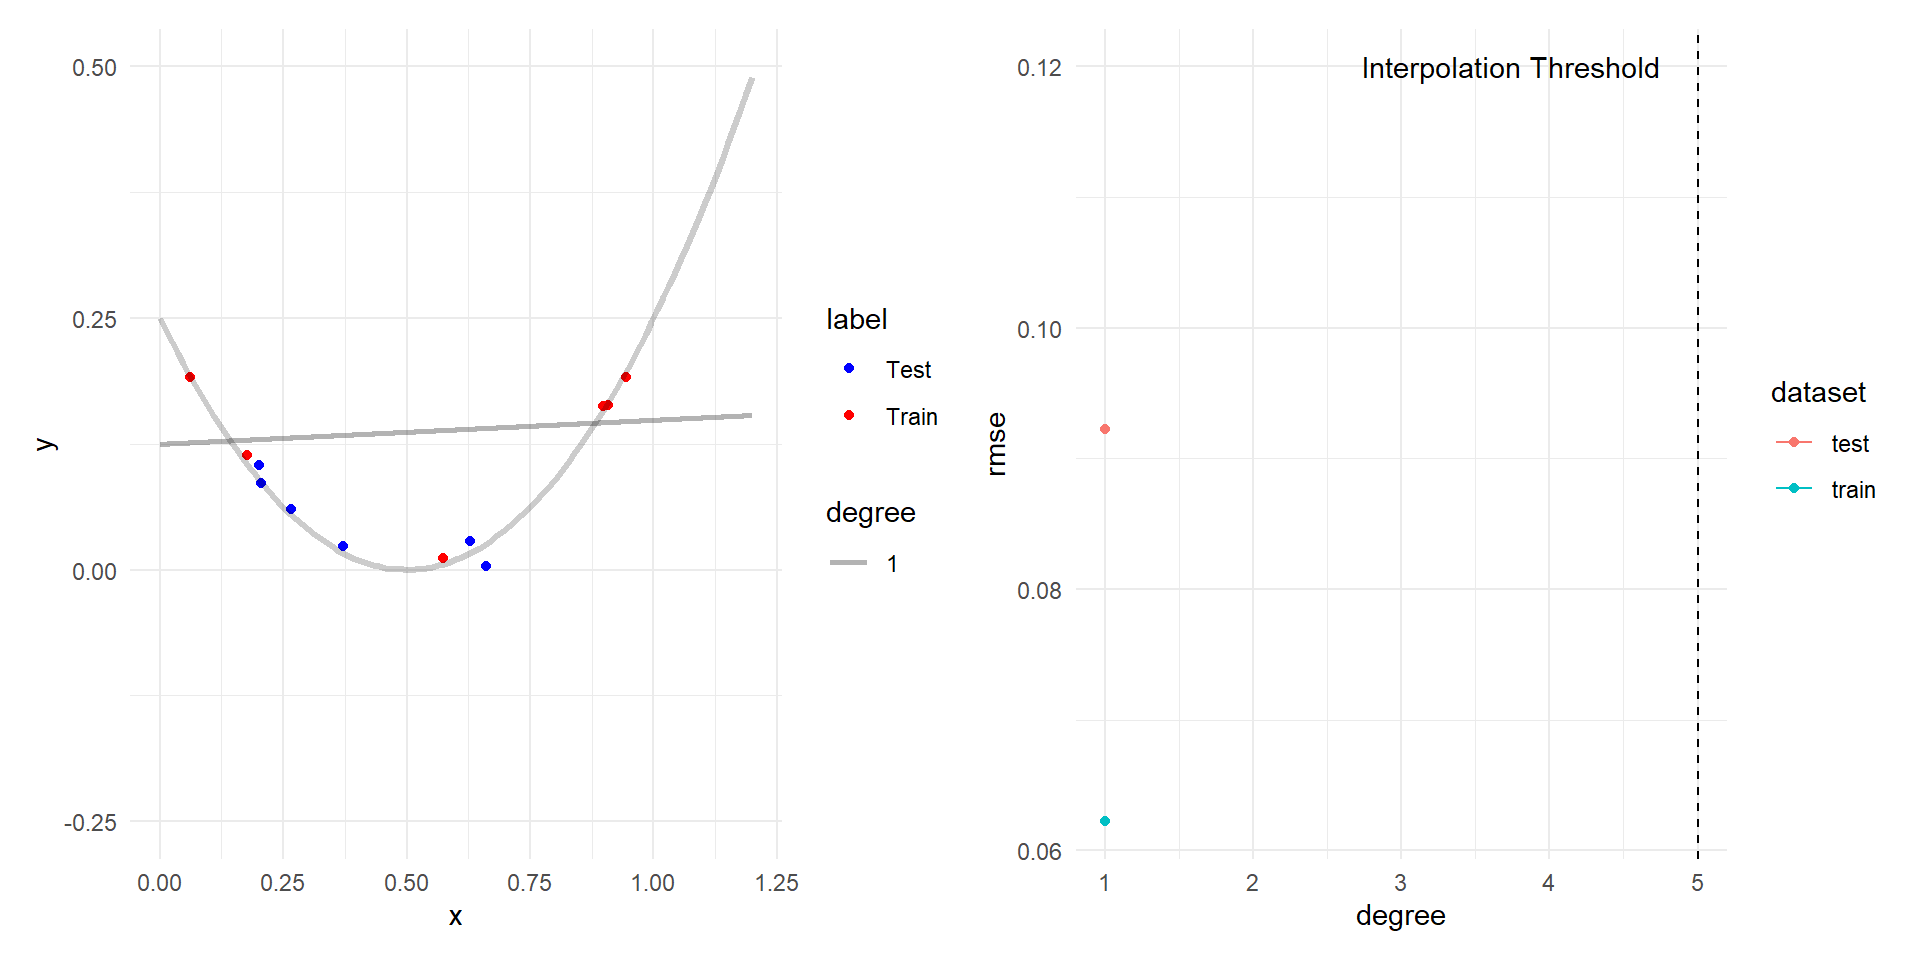 0.50
0.25
0.00
-0.25
y
0.00 0.25 0.50 0.75 1.00 1.25
x
label
Test
Train
degree
1
Interpolation Threshold
0.12
0.10
0.08
0.06
rmse
1 2 3 4 5
degree
dataset
test
train